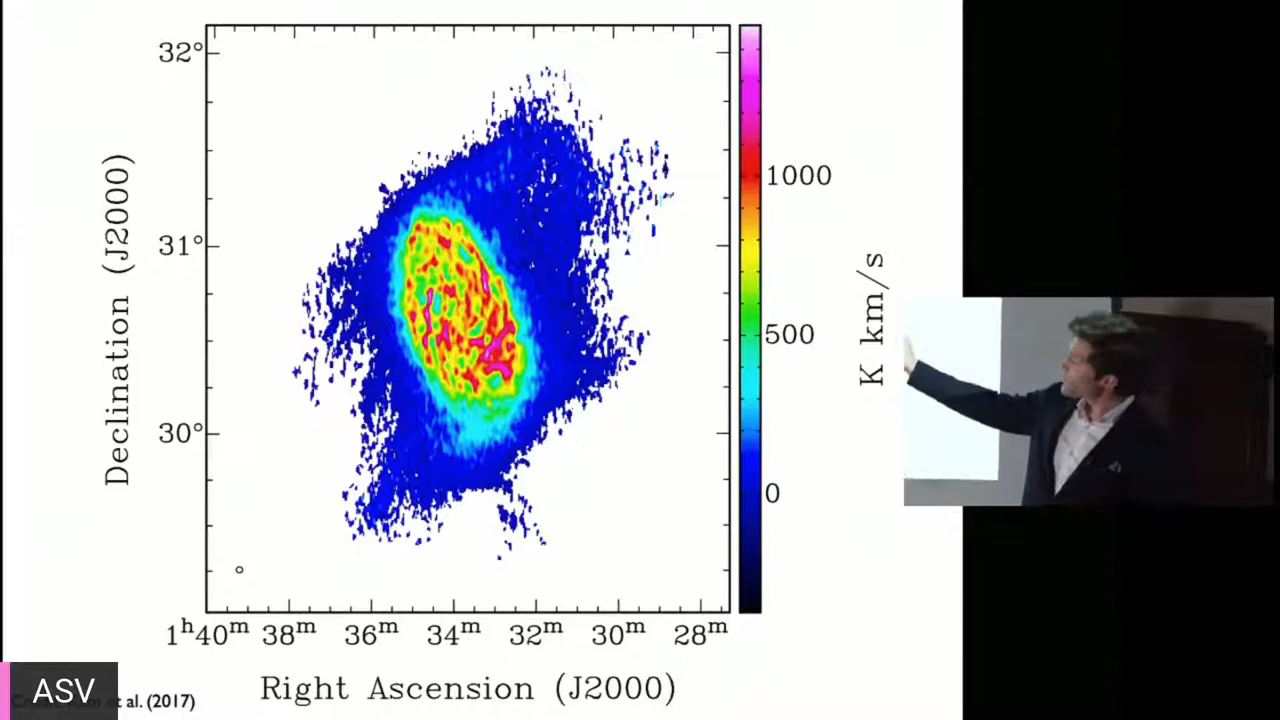 32°
31°
30°
Declination (J2000)
1000
500
0
K km/s
1ʰ40ᵐ 38ᵐ 36ᵐ 34ᵐ 32ᵐ 30ᵐ 28ᵐ
Right Ascension (J2000)
ASV
et al. (2017)